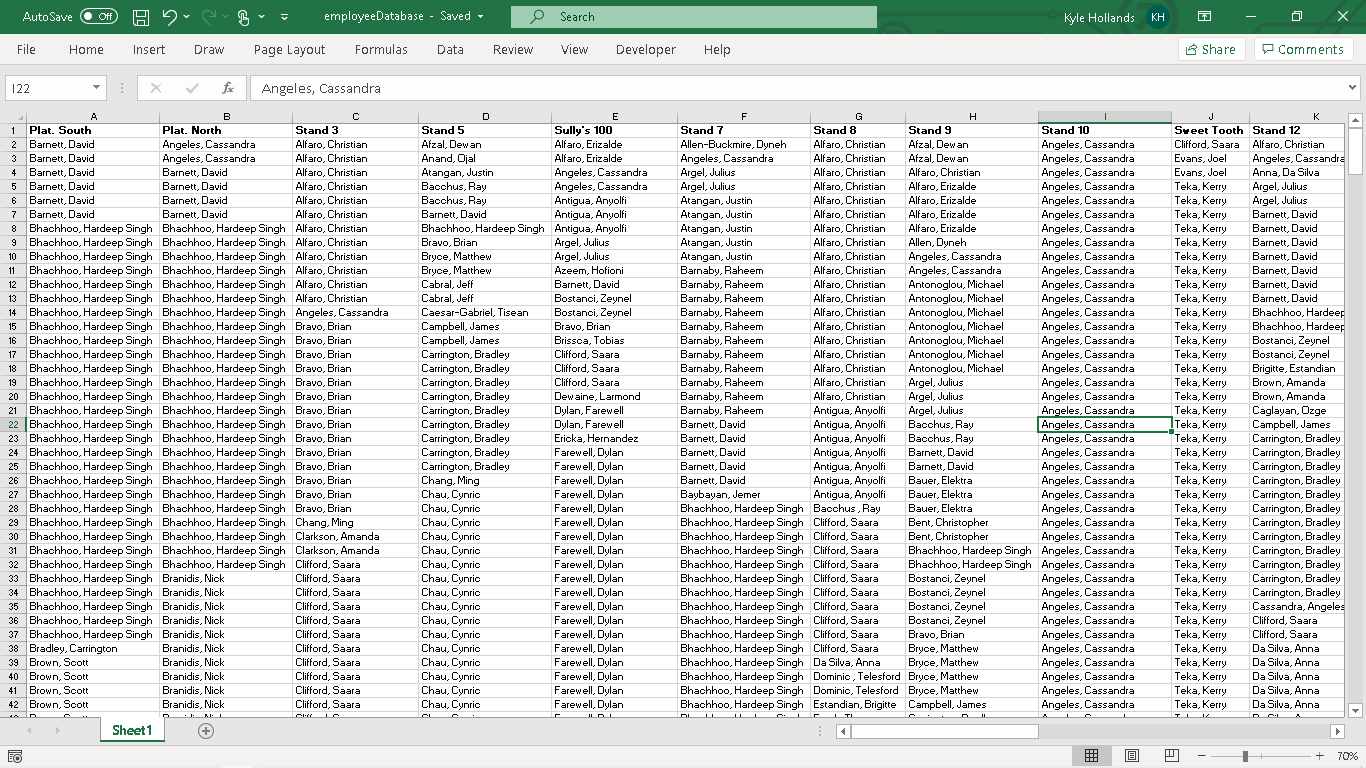 AutoSave Off employeeDatabase - Saved Search Kyle Hollands KH
File Home Insert Draw Page Layout Formulas Data Review View Developer Help Share Comments
I22 fx Angeles, Cassandra
A B C D E F G H I J K
1 Plat. South Plat. North Stand 3 Stand 5 Sully's 100 Stand 7 Stand 8 Stand 9 Stand 10 Sweet Tooth Stand 12
2 Barnett, David Angeles, Cassandra Alfaro, Christian Afzal, Dewan Alfaro, Erizalde Allen-Buckmire, Dyneh Alfaro, Christian Afzal, Dewan Angeles, Cassandra Clifford, Saara Alfaro, Christian
3 Barnett, David Angeles, Cassandra Alfaro, Christian Anand, Ojal Alfaro, Erizalde Angeles, Cassandra Alfaro, Christian Afzal, Dewan Angeles, Cassandra Evans, Joel Angeles, Cassandra
4 Barnett, David Barnett, David Alfaro, Christian Atangan, Justin Angeles, Cassandra Argel, Julius Alfaro, Christian Alfaro, Christian Angeles, Cassandra Evans, Joel Anna, Da Silva
5 Barnett, David Barnett, David Alfaro, Christian Bacchus, Ray Angeles, Cassandra Argel, Julius Alfaro, Christian Alfaro, Erizalde Angeles, Cassandra Teka, Kerry Argel, Julius
6 Barnett, David Barnett, David Alfaro, Christian Bacchus, Ray Antigua, Anyolfi Atangan, Justin Alfaro, Christian Alfaro, Erizalde Angeles, Cassandra Teka, Kerry Argel, Julius
7 Barnett, David Barnett, David Alfaro, Christian Barnett, David Antigua, Anyolfi Atangan, Justin Alfaro, Christian Alfaro, Erizalde Angeles, Cassandra Teka, Kerry Barnett, David
8 Bhachhoo, Hardeep Singh Bhachhoo, Hardeep Singh Alfaro, Christian Bhachhoo, Hardeep Singh Antigua, Anyolfi Atangan, Justin Alfaro, Christian Alfaro, Erizalde Angeles, Cassandra Teka, Kerry Barnett, David
9 Bhachhoo, Hardeep Singh Bhachhoo, Hardeep Singh Alfaro, Christian Bravo, Brian Argel, Julius Atangan, Justin Alfaro, Christian Allen, Dyneh Angeles, Cassandra Teka, Kerry Barnett, David
10 Bhachhoo, Hardeep Singh Bhachhoo, Hardeep Singh Alfaro, Christian Bryce, Matthew Argel, Julius Atangan, Justin Alfaro, Christian Angeles, Cassandra Angeles, Cassandra Teka, Kerry Barnett, David
11 Bhachhoo, Hardeep Singh Bhachhoo, Hardeep Singh Alfaro, Christian Bryce, Matthew Azeem, Hofioni Barnaby, Raheem Alfaro, Christian Angeles, Cassandra Angeles, Cassandra Teka, Kerry Barnett, David
12 Bhachhoo, Hardeep Singh Bhachhoo, Hardeep Singh Alfaro, Christian Cabral, Jeff Barnett, David Barnaby, Raheem Alfaro, Christian Antonoglou, Michael Angeles, Cassandra Teka, Kerry Barnett, David
13 Bhachhoo, Hardeep Singh Bhachhoo, Hardeep Singh Alfaro, Christian Cabral, Jeff Bostanci, Zeynel Barnaby, Raheem Alfaro, Christian Antonoglou, Michael Angeles, Cassandra Teka, Kerry Barnett, David
14 Bhachhoo, Hardeep Singh Bhachhoo, Hardeep Singh Angeles, Cassandra Caesar-Gabriel, Tisean Bostanci, Zeynel Barnaby, Raheem Alfaro, Christian Antonoglou, Michael Angeles, Cassandra Teka, Kerry Bhachhoo, Hardeep
15 Bhachhoo, Hardeep Singh Bhachhoo, Hardeep Singh Bravo, Brian Campbell, James Bravo, Brian Barnaby, Raheem Alfaro, Christian Antonoglou, Michael Angeles, Cassandra Teka, Kerry Bhachhoo, Hardeep
16 Bhachhoo, Hardeep Singh Bhachhoo, Hardeep Singh Bravo, Brian Campbell, James Brissca, Tobias Barnaby, Raheem Alfaro, Christian Antonoglou, Michael Angeles, Cassandra Teka, Kerry Bostanci, Zeynel
17 Bhachhoo, Hardeep Singh Bhachhoo, Hardeep Singh Bravo, Brian Carrington, Bradley Clifford, Saara Barnaby, Raheem Alfaro, Christian Antonoglou, Michael Angeles, Cassandra Teka, Kerry Bostanci, Zeynel
18 Bhachhoo, Hardeep Singh Bhachhoo, Hardeep Singh Bravo, Brian Carrington, Bradley Clifford, Saara Barnaby, Raheem Alfaro, Christian Antonoglou, Michael Angeles, Cassandra Teka, Kerry Brigitte, Estandian
19 Bhachhoo, Hardeep Singh Bhachhoo, Hardeep Singh Bravo, Brian Carrington, Bradley Clifford, Saara Barnaby, Raheem Alfaro, Christian Argel, Julius Angeles, Cassandra Teka, Kerry Brown, Amanda
20 Bhachhoo, Hardeep Singh Bhachhoo, Hardeep Singh Bravo, Brian Carrington, Bradley Dewaine, Larmond Barnaby, Raheem Alfaro, Christian Argel, Julius Angeles, Cassandra Teka, Kerry Brown, Amanda
21 Bhachhoo, Hardeep Singh Bhachhoo, Hardeep Singh Bravo, Brian Carrington, Bradley Dylan, Farewell Barnaby, Raheem Antigua, Anyolfi Argel, Julius Angeles, Cassandra Teka, Kerry Caglayan, Ozge
22 Bhachhoo, Hardeep Singh Bhachhoo, Hardeep Singh Bravo, Brian Carrington, Bradley Dylan, Farewell Barnett, David Antigua, Anyolfi Bacchus, Ray Angeles, Cassandra Teka, Kerry Campbell, James
23 Bhachhoo, Hardeep Singh Bhachhoo, Hardeep Singh Bravo, Brian Carrington, Bradley Ericka, Hernandez Barnett, David Antigua, Anyolfi Bacchus, Ray Angeles, Cassandra Teka, Kerry Carrington, Bradley
24 Bhachhoo, Hardeep Singh Bhachhoo, Hardeep Singh Bravo, Brian Carrington, Bradley Farewell, Dylan Barnett, David Antigua, Anyolfi Barnett, David Angeles, Cassandra Teka, Kerry Carrington, Bradley
25 Bhachhoo, Hardeep Singh Bhachhoo, Hardeep Singh Bravo, Brian Carrington, Bradley Farewell, Dylan Barnett, David Antigua, Anyolfi Barnett, David Angeles, Cassandra Teka, Kerry Carrington, Bradley
26 Bhachhoo, Hardeep Singh Bhachhoo, Hardeep Singh Bravo, Brian Chang, Ming Farewell, Dylan Barnett, David Antigua, Anyolfi Bauer, Elektra Angeles, Cassandra Teka, Kerry Carrington, Bradley
27 Bhachhoo, Hardeep Singh Bhachhoo, Hardeep Singh Bravo, Brian Chau, Cynric Farewell, Dylan Baybayan, Jemer Antigua, Anyolfi Bauer, Elektra Angeles, Cassandra Teka, Kerry Carrington, Bradley
28 Bhachhoo, Hardeep Singh Bhachhoo, Hardeep Singh Bravo, Brian Chau, Cynric Farewell, Dylan Bhachhoo, Hardeep Singh Bacchus , Ray Bauer, Elektra Angeles, Cassandra Teka, Kerry Carrington, Bradley
29 Bhachhoo, Hardeep Singh Bhachhoo, Hardeep Singh Chang, Ming Chau, Cynric Farewell, Dylan Bhachhoo, Hardeep Singh Clifford, Saara Bent, Christopher Angeles, Cassandra Teka, Kerry Carrington, Bradley
30 Bhachhoo, Hardeep Singh Bhachhoo, Hardeep Singh Clarkson, Amanda Chau, Cynric Farewell, Dylan Bhachhoo, Hardeep Singh Clifford, Saara Bent, Christopher Angeles, Cassandra Teka, Kerry Carrington, Bradley
31 Bhachhoo, Hardeep Singh Bhachhoo, Hardeep Singh Clarkson, Amanda Chau, Cynric Farewell, Dylan Bhachhoo, Hardeep Singh Clifford, Saara Bhachhoo, Hardeep Singh Angeles, Cassandra Teka, Kerry Carrington, Bradley
32 Bhachhoo, Hardeep Singh Bhachhoo, Hardeep Singh Clifford, Saara Chau, Cynric Farewell, Dylan Bhachhoo, Hardeep Singh Clifford, Saara Bhachhoo, Hardeep Singh Angeles, Cassandra Teka, Kerry Carrington, Bradley
33 Bhachhoo, Hardeep Singh Branidis, Nick Clifford, Saara Chau, Cynric Farewell, Dylan Bhachhoo, Hardeep Singh Clifford, Saara Bostanci, Zeynel Angeles, Cassandra Teka, Kerry Carrington, Bradley
34 Bhachhoo, Hardeep Singh Branidis, Nick Clifford, Saara Chau, Cynric Farewell, Dylan Bhachhoo, Hardeep Singh Clifford, Saara Bostanci, Zeynel Angeles, Cassandra Teka, Kerry Carrington, Bradley
35 Bhachhoo, Hardeep Singh Branidis, Nick Clifford, Saara Chau, Cynric Farewell, Dylan Bhachhoo, Hardeep Singh Clifford, Saara Bostanci, Zeynel Angeles, Cassandra Teka, Kerry Cassandra, Angeles
36 Bhachhoo, Hardeep Singh Branidis, Nick Clifford, Saara Chau, Cynric Farewell, Dylan Bhachhoo, Hardeep Singh Clifford, Saara Bostanci, Zeynel Angeles, Cassandra Teka, Kerry Clifford, Saara
37 Bhachhoo, Hardeep Singh Branidis, Nick Clifford, Saara Chau, Cynric Farewell, Dylan Bhachhoo, Hardeep Singh Clifford, Saara Bravo, Brian Angeles, Cassandra Teka, Kerry Clifford, Saara
38 Bradley, Carrington Branidis, Nick Clifford, Saara Chau, Cynric Farewell, Dylan Bhachhoo, Hardeep Singh Clifford, Saara Bryce, Matthew Angeles, Cassandra Teka, Kerry Da Silva, Anna
39 Brown, Scott Branidis, Nick Clifford, Saara Chau, Cynric Farewell, Dylan Bhachhoo, Hardeep Singh Da Silva, Anna Bryce, Matthew Angeles, Cassandra Teka, Kerry Da Silva, Anna
40 Brown, Scott Branidis, Nick Clifford, Saara Chau, Cynric Farewell, Dylan Bhachhoo, Hardeep Singh Dominic , Telesford Bryce, Matthew Angeles, Cassandra Teka, Kerry Da Silva, Anna
41 Brown, Scott Branidis, Nick Clifford, Saara Chau, Cynric Farewell, Dylan Bhachhoo, Hardeep Singh Dominic, Telesford Bryce, Matthew Angeles, Cassandra Teka, Kerry Da Silva, Anna
42 Brown, Scott Branidis, Nick Clifford, Saara Chau, Cynric Farewell, Dylan Bhachhoo, Hardeep Singh Estandian, Brigitte Campbell, James Angeles, Cassandra Teka, Kerry Da Silva, Anna
Sheet1
70%